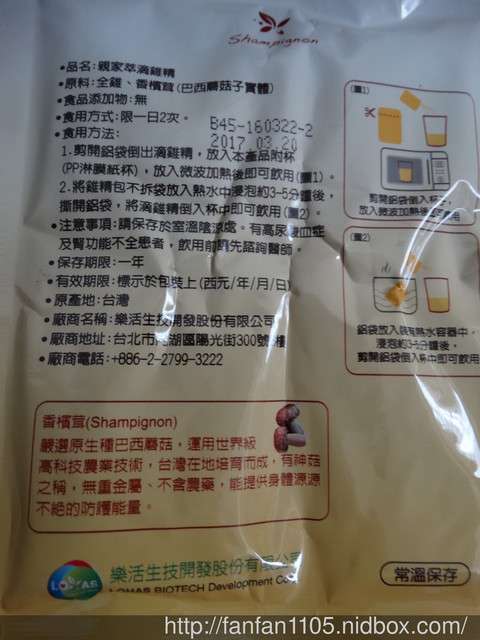 Shampignon
•品名:親家萃滴雞精
•原料:全雞、香檳茸(巴西蘑菇子實體)
•食品添加物:無
•食用方式:限一日2次。
B45-160322-2
•食用方法:
2017 03 20
1.剪開鋁袋倒出滴雞精，放入本產品附杯
(PP淋膜紙杯)，放入微波加熱後即可飲用(圖1)。
2.將雞精包不拆袋放入熱水中浸泡約3~5分鐘後，
撕開鋁袋，將滴雞精倒入杯中即可飲用(圖2)。
•注意事項:請保存於室溫陰涼處。有高尿酸血症
及腎功能不全患者，飲用前請先諮詢醫師。
•保存期限:一年
•有效期限:標示於包裝上(西元/年/月/日)
•原產地:台灣
•廠商名稱:樂活生技開發股份有限公司
•廠商地址:台北市內湖區陽光街300號 樓
•廠商電話:+886-2-2799-3222
(圖1)
剪開鋁袋倒入杯上，
放入微波加熱後即可飲用
(圖2)
鋁袋放入裝有熱水容器中，
浸泡約3~5分鐘後，
剪開鋁袋倒入杯中即可飲用
香檳茸(Shampignon)
嚴選原生種巴西蘑菇，運用世界級
高科技農業技術，台灣在地培育而成，有神菇
之稱，無重金屬、不含農藥，能提供身體源源
不絕的防護能量。
LOHAS
樂活生技開發股份有限公司
LOHAS BIOTECH Development Corp.
常溫保存
http://fanfan1105.nidbox.com/